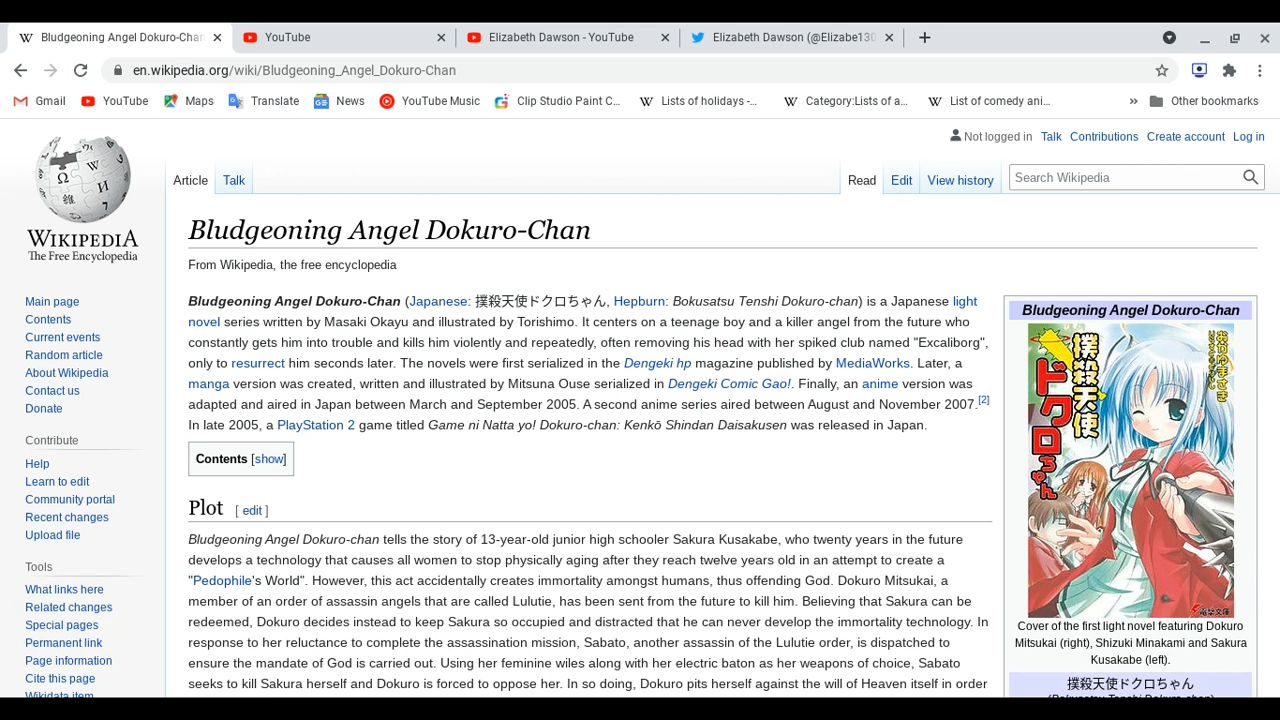 Bludgeoning Angel Dokuro-Chan
YouTube
Elizabeth Dawson - YouTube
Elizabeth Dawson (@Elizabe130
en.wikipedia.org/wiki/Bludgeoning_Angel_Dokuro-Chan
Gmail YouTube Maps Translate News YouTube Music Clip Studio Paint C... Lists of holidays -... Category:Lists of a... List of comedy ani... » Other bookmarks
Not logged in Talk Contributions Create account Log in
Article Talk Read Edit View history Search Wikipedia
WIKIPEDIA
The Free Encyclopedia
Main page
Contents
Current events
Random article
About Wikipedia
Contact us
Donate
Contribute
Help
Learn to edit
Community portal
Recent changes
Upload file
Tools
What links here
Related changes
Special pages
Permanent link
Page information
Cite this page
Wikidata item
Bludgeoning Angel Dokuro-Chan
From Wikipedia, the free encyclopedia
Bludgeoning Angel Dokuro-Chan (Japanese: 撲殺天使ドクロちゃん, Hepburn: Bokusatsu Tenshi Dokuro-chan) is a Japanese light
novel series written by Masaki Okayu and illustrated by Torishimo. It centers on a teenage boy and a killer angel from the future who
constantly gets him into trouble and kills him violently and repeatedly, often removing his head with her spiked club named "Excaliborg",
only to resurrect him seconds later. The novels were first serialized in the Dengeki hp magazine published by MediaWorks. Later, a
manga version was created, written and illustrated by Mitsuna Ouse serialized in Dengeki Comic Gao!. Finally, an anime version was
adapted and aired in Japan between March and September 2005. A second anime series aired between August and November 2007.[2]
In late 2005, a PlayStation 2 game titled Game ni Natta yo! Dokuro-chan: Kenkō Shindan Daisakusen was released in Japan.
Contents [show]
Plot [ edit ]
Bludgeoning Angel Dokuro-chan tells the story of 13-year-old junior high schooler Sakura Kusakabe, who twenty years in the future
develops a technology that causes all women to stop physically aging after they reach twelve years old in an attempt to create a
"Pedophile's World". However, this act accidentally creates immortality amongst humans, thus offending God. Dokuro Mitsukai, a
member of an order of assassin angels that are called Lulutie, has been sent from the future to kill him. Believing that Sakura can be
redeemed, Dokuro decides instead to keep Sakura so occupied and distracted that he can never develop the immortality technology. In
response to her reluctance to complete the assassination mission, Sabato, another assassin of the Lulutie order, is dispatched to
ensure the mandate of God is carried out. Using her feminine wiles along with her electric baton as her weapons of choice, Sabato
seeks to kill Sakura herself and Dokuro is forced to oppose her. In so doing, Dokuro pits herself against the will of Heaven itself in order
Bludgeoning Angel Dokuro-Chan
撲殺天使
ドクロちゃん
おかゆまさき
電撃文庫
Cover of the first light novel featuring Dokuro
Mitsukai (right), Shizuki Minakami and Sakura
Kusakabe (left).
撲殺天使ドクロちゃん
(Bokusatsu Tenshi Dokuro-chan)